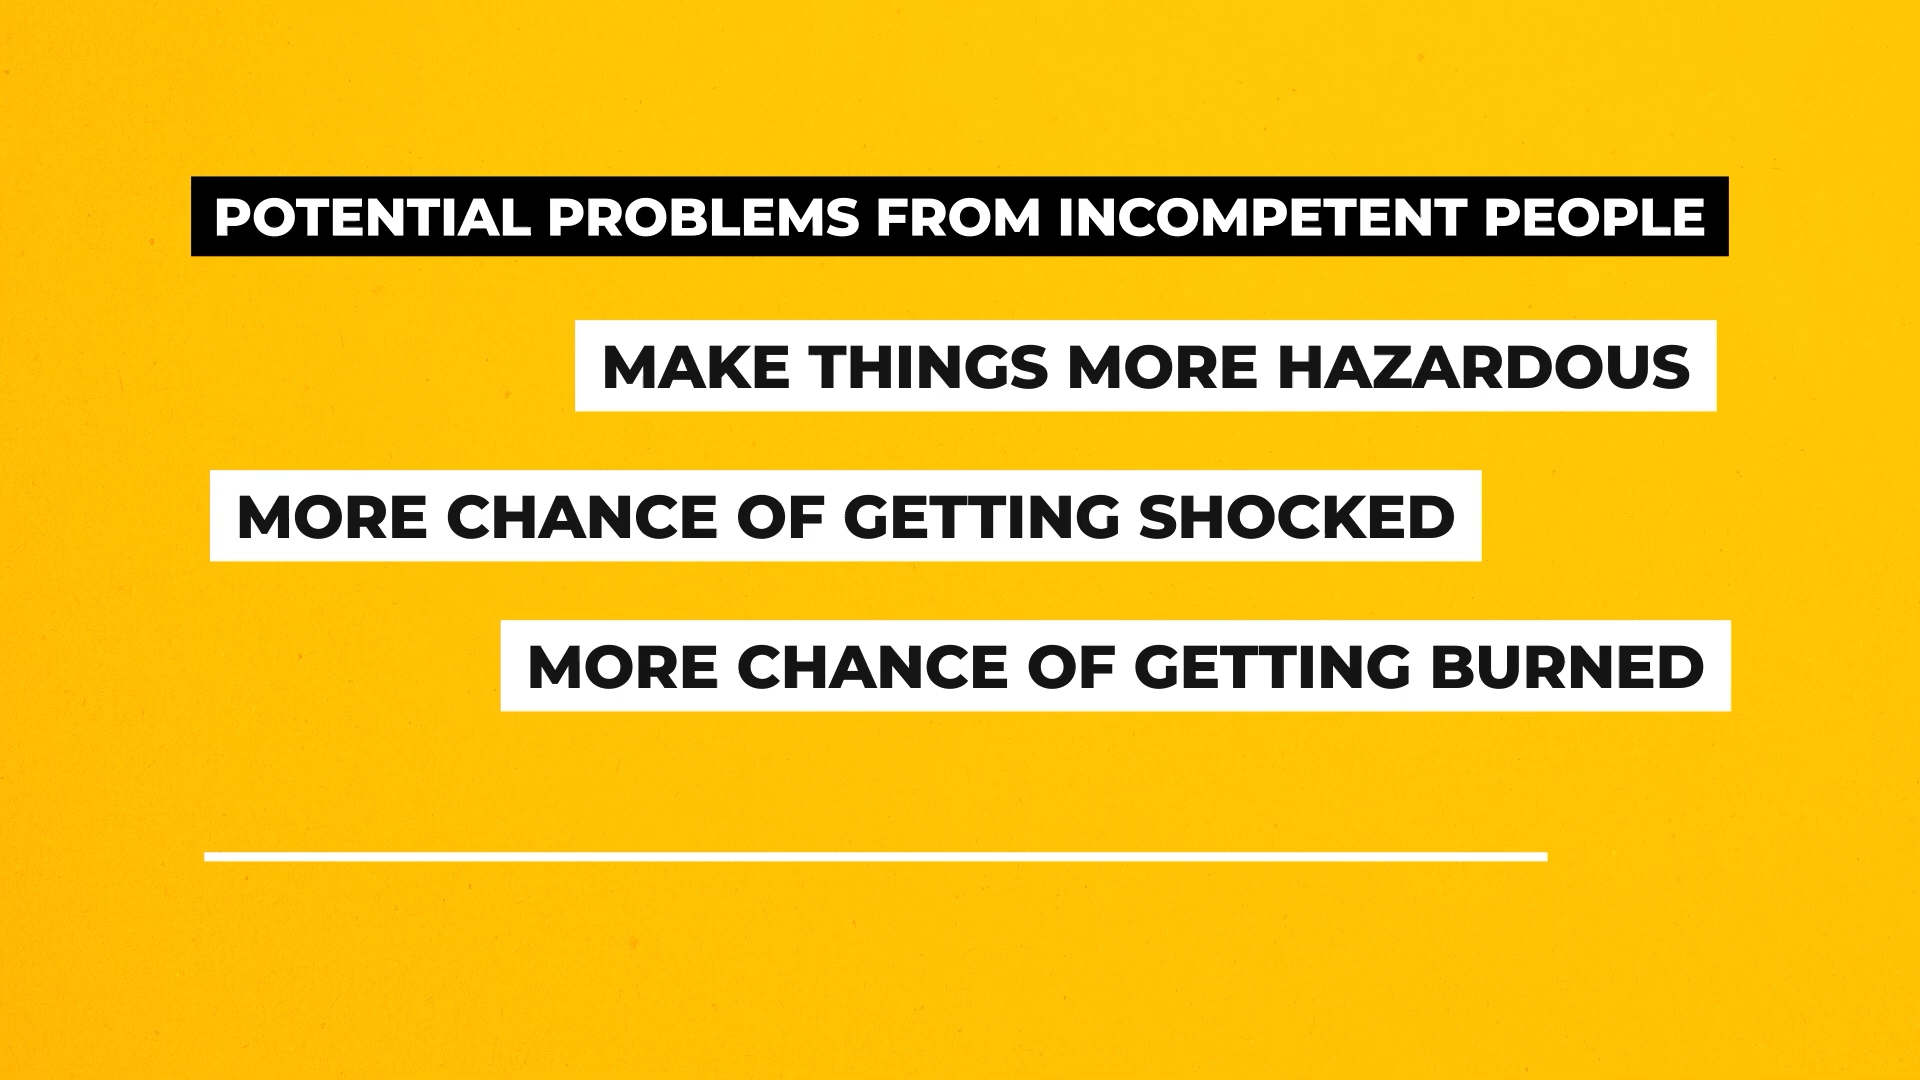 POTENTIAL PROBLEMS FROM INCOMPETENT PEOPLE
MAKE THINGS MORE HAZARDOUS
MORE CHANCE OF GETTING SHOCKED
MORE CHANCE OF GETTING BURNED